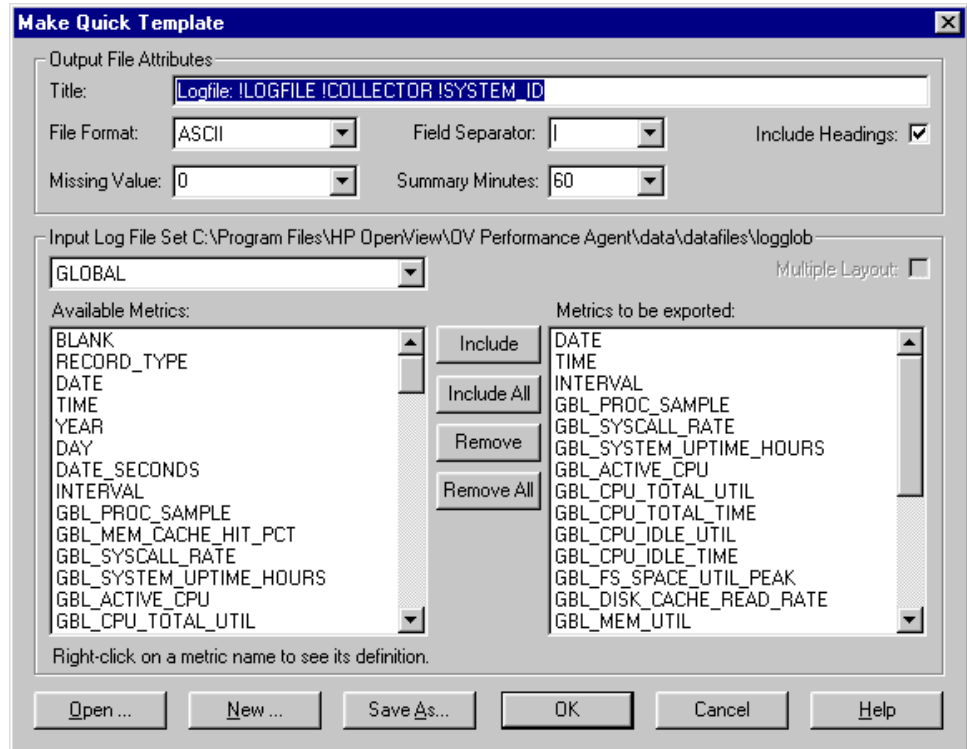 Make Quick Template
Output File Attributes
Title: Logfile: !LOGFILE !COLLECTOR !SYSTEM_ID
File Format: ASCII Field Separator: | Include Headings:
Missing Value: 0 Summary Minutes: 60
Input Log File Set C:\Program Files\HP OpenView\OV Performance Agent\data\datafiles\logglob
GLOBAL Multiple Layout:
Available Metrics:
BLANK
RECORD_TYPE
DATE
TIME
YEAR
DAY
DATE_SECONDS
INTERVAL
GBL_PROC_SAMPLE
GBL_MEM_CACHE_HIT_PCT
GBL_SYSCALL_RATE
GBL_SYSTEM_UPTIME_HOURS
GBL_ACTIVE_CPU
GBL_CPU_TOTAL_UTIL
Include
Include All
Remove
Remove All
Metrics to be exported:
DATE
TIME
INTERVAL
GBL_PROC_SAMPLE
GBL_SYSCALL_RATE
GBL_SYSTEM_UPTIME_HOURS
GBL_ACTIVE_CPU
GBL_CPU_TOTAL_UTIL
GBL_CPU_TOTAL_TIME
GBL_CPU_IDLE_UTIL
GBL_CPU_IDLE_TIME
GBL_FS_SPACE_UTIL_PEAK
GBL_DISK_CACHE_READ_RATE
GBL_MEM_UTIL
Right-click on a metric name to see its definition.
Open ... New ... Save As... OK Cancel Help